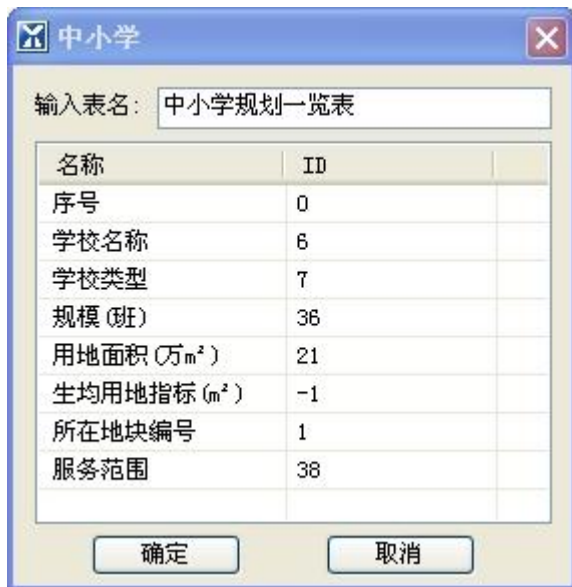 中小学
输入表名: 中小学规划一览表
名称 ID
序号 0
学校名称 6
学校类型 7
规模(班) 36
用地面积(万m²) 21
生均用地指标(m²) -1
所在地块编号 1
服务范围 38
确定 取消